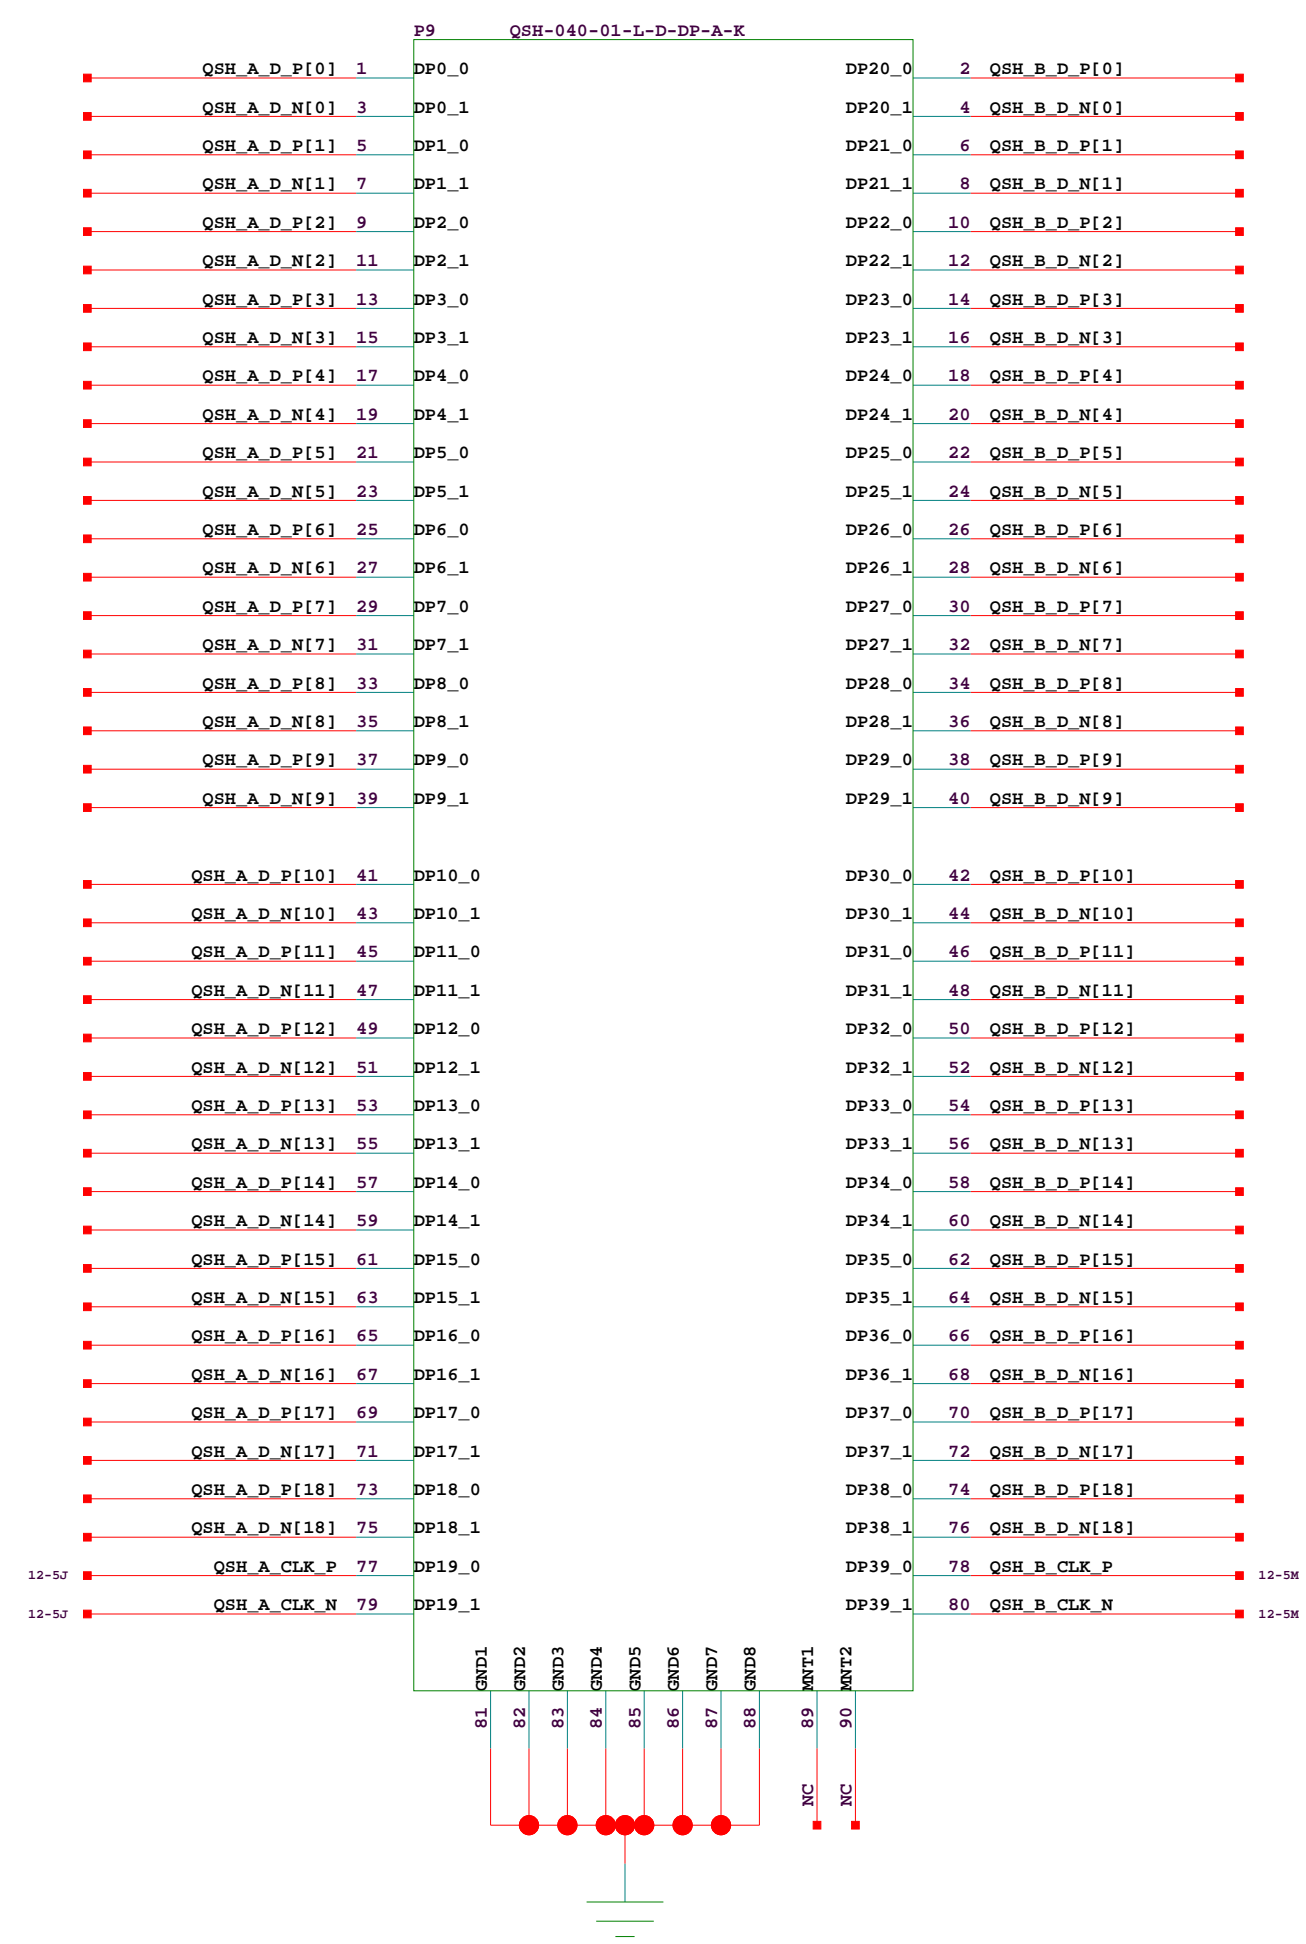 P9 QSH-040-01-L-D-DP-A-K
QSH_A_D_P[0] 1 DP0_0 DP20_0 2 QSH_B_D_P[0]
QSH_A_D_N[0] 3 DP0_1 DP20_1 4 QSH_B_D_N[0]
QSH_A_D_P[1] 5 DP1_0 DP21_0 6 QSH_B_D_P[1]
QSH_A_D_N[1] 7 DP1_1 DP21_1 8 QSH_B_D_N[1]
QSH_A_D_P[2] 9 DP2_0 DP22_0 10 QSH_B_D_P[2]
QSH_A_D_N[2] 11 DP2_1 DP22_1 12 QSH_B_D_N[2]
QSH_A_D_P[3] 13 DP3_0 DP23_0 14 QSH_B_D_P[3]
QSH_A_D_N[3] 15 DP3_1 DP23_1 16 QSH_B_D_N[3]
QSH_A_D_P[4] 17 DP4_0 DP24_0 18 QSH_B_D_P[4]
QSH_A_D_N[4] 19 DP4_1 DP24_1 20 QSH_B_D_N[4]
QSH_A_D_P[5] 21 DP5_0 DP25_0 22 QSH_B_D_P[5]
QSH_A_D_N[5] 23 DP5_1 DP25_1 24 QSH_B_D_N[5]
QSH_A_D_P[6] 25 DP6_0 DP26_0 26 QSH_B_D_P[6]
QSH_A_D_N[6] 27 DP6_1 DP26_1 28 QSH_B_D_N[6]
QSH_A_D_P[7] 29 DP7_0 DP27_0 30 QSH_B_D_P[7]
QSH_A_D_N[7] 31 DP7_1 DP27_1 32 QSH_B_D_N[7]
QSH_A_D_P[8] 33 DP8_0 DP28_0 34 QSH_B_D_P[8]
QSH_A_D_N[8] 35 DP8_1 DP28_1 36 QSH_B_D_N[8]
QSH_A_D_P[9] 37 DP9_0 DP29_0 38 QSH_B_D_P[9]
QSH_A_D_N[9] 39 DP9_1 DP29_1 40 QSH_B_D_N[9]
QSH_A_D_P[10] 41 DP10_0 DP30_0 42 QSH_B_D_P[10]
QSH_A_D_N[10] 43 DP10_1 DP30_1 44 QSH_B_D_N[10]
QSH_A_D_P[11] 45 DP11_0 DP31_0 46 QSH_B_D_P[11]
QSH_A_D_N[11] 47 DP11_1 DP31_1 48 QSH_B_D_N[11]
QSH_A_D_P[12] 49 DP12_0 DP32_0 50 QSH_B_D_P[12]
QSH_A_D_N[12] 51 DP12_1 DP32_1 52 QSH_B_D_N[12]
QSH_A_D_P[13] 53 DP13_0 DP33_0 54 QSH_B_D_P[13]
QSH_A_D_N[13] 55 DP13_1 DP33_1 56 QSH_B_D_N[13]
QSH_A_D_P[14] 57 DP14_0 DP34_0 58 QSH_B_D_P[14]
QSH_A_D_N[14] 59 DP14_1 DP34_1 60 QSH_B_D_N[14]
QSH_A_D_P[15] 61 DP15_0 DP35_0 62 QSH_B_D_P[15]
QSH_A_D_N[15] 63 DP15_1 DP35_1 64 QSH_B_D_N[15]
QSH_A_D_P[16] 65 DP16_0 DP36_0 66 QSH_B_D_P[16]
QSH_A_D_N[16] 67 DP16_1 DP36_1 68 QSH_B_D_N[16]
QSH_A_D_P[17] 69 DP17_0 DP37_0 70 QSH_B_D_P[17]
QSH_A_D_N[17] 71 DP17_1 DP37_1 72 QSH_B_D_N[17]
QSH_A_D_P[18] 73 DP18_0 DP38_0 74 QSH_B_D_P[18]
QSH_A_D_N[18] 75 DP18_1 DP38_1 76 QSH_B_D_N[18]
12-5J QSH_A_CLK_P 77 DP19_0 DP39_0 78 QSH_B_CLK_P 12-5M
12-5J QSH_A_CLK_N 79 DP19_1 DP39_1 80 QSH_B_CLK_N 12-5M
GND1 GND2 GND3 GND4 GND5 GND6 GND7 GND8 MNT1 MNT2
81 82 83 84 85 86 87 88 89 90
NC NC